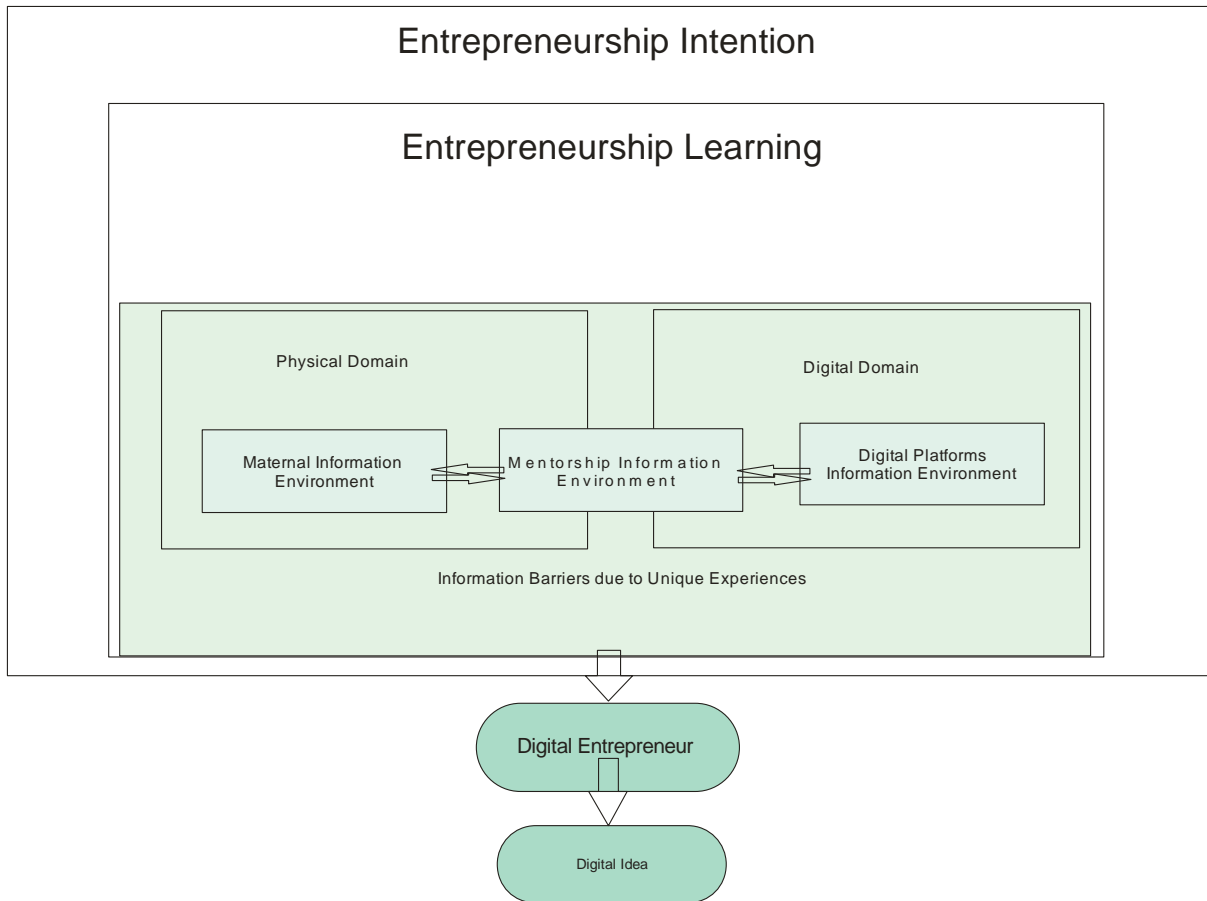 Entrepreneurship Intention
Entrepreneurship Learning
Physical Domain
Digital Domain
Maternal Information
Environment
Mentorship Information
Environment
Digital Platforms
Information Environment
Information Barriers due to Unique Experiences
Digital Entrepreneur
Digital Idea